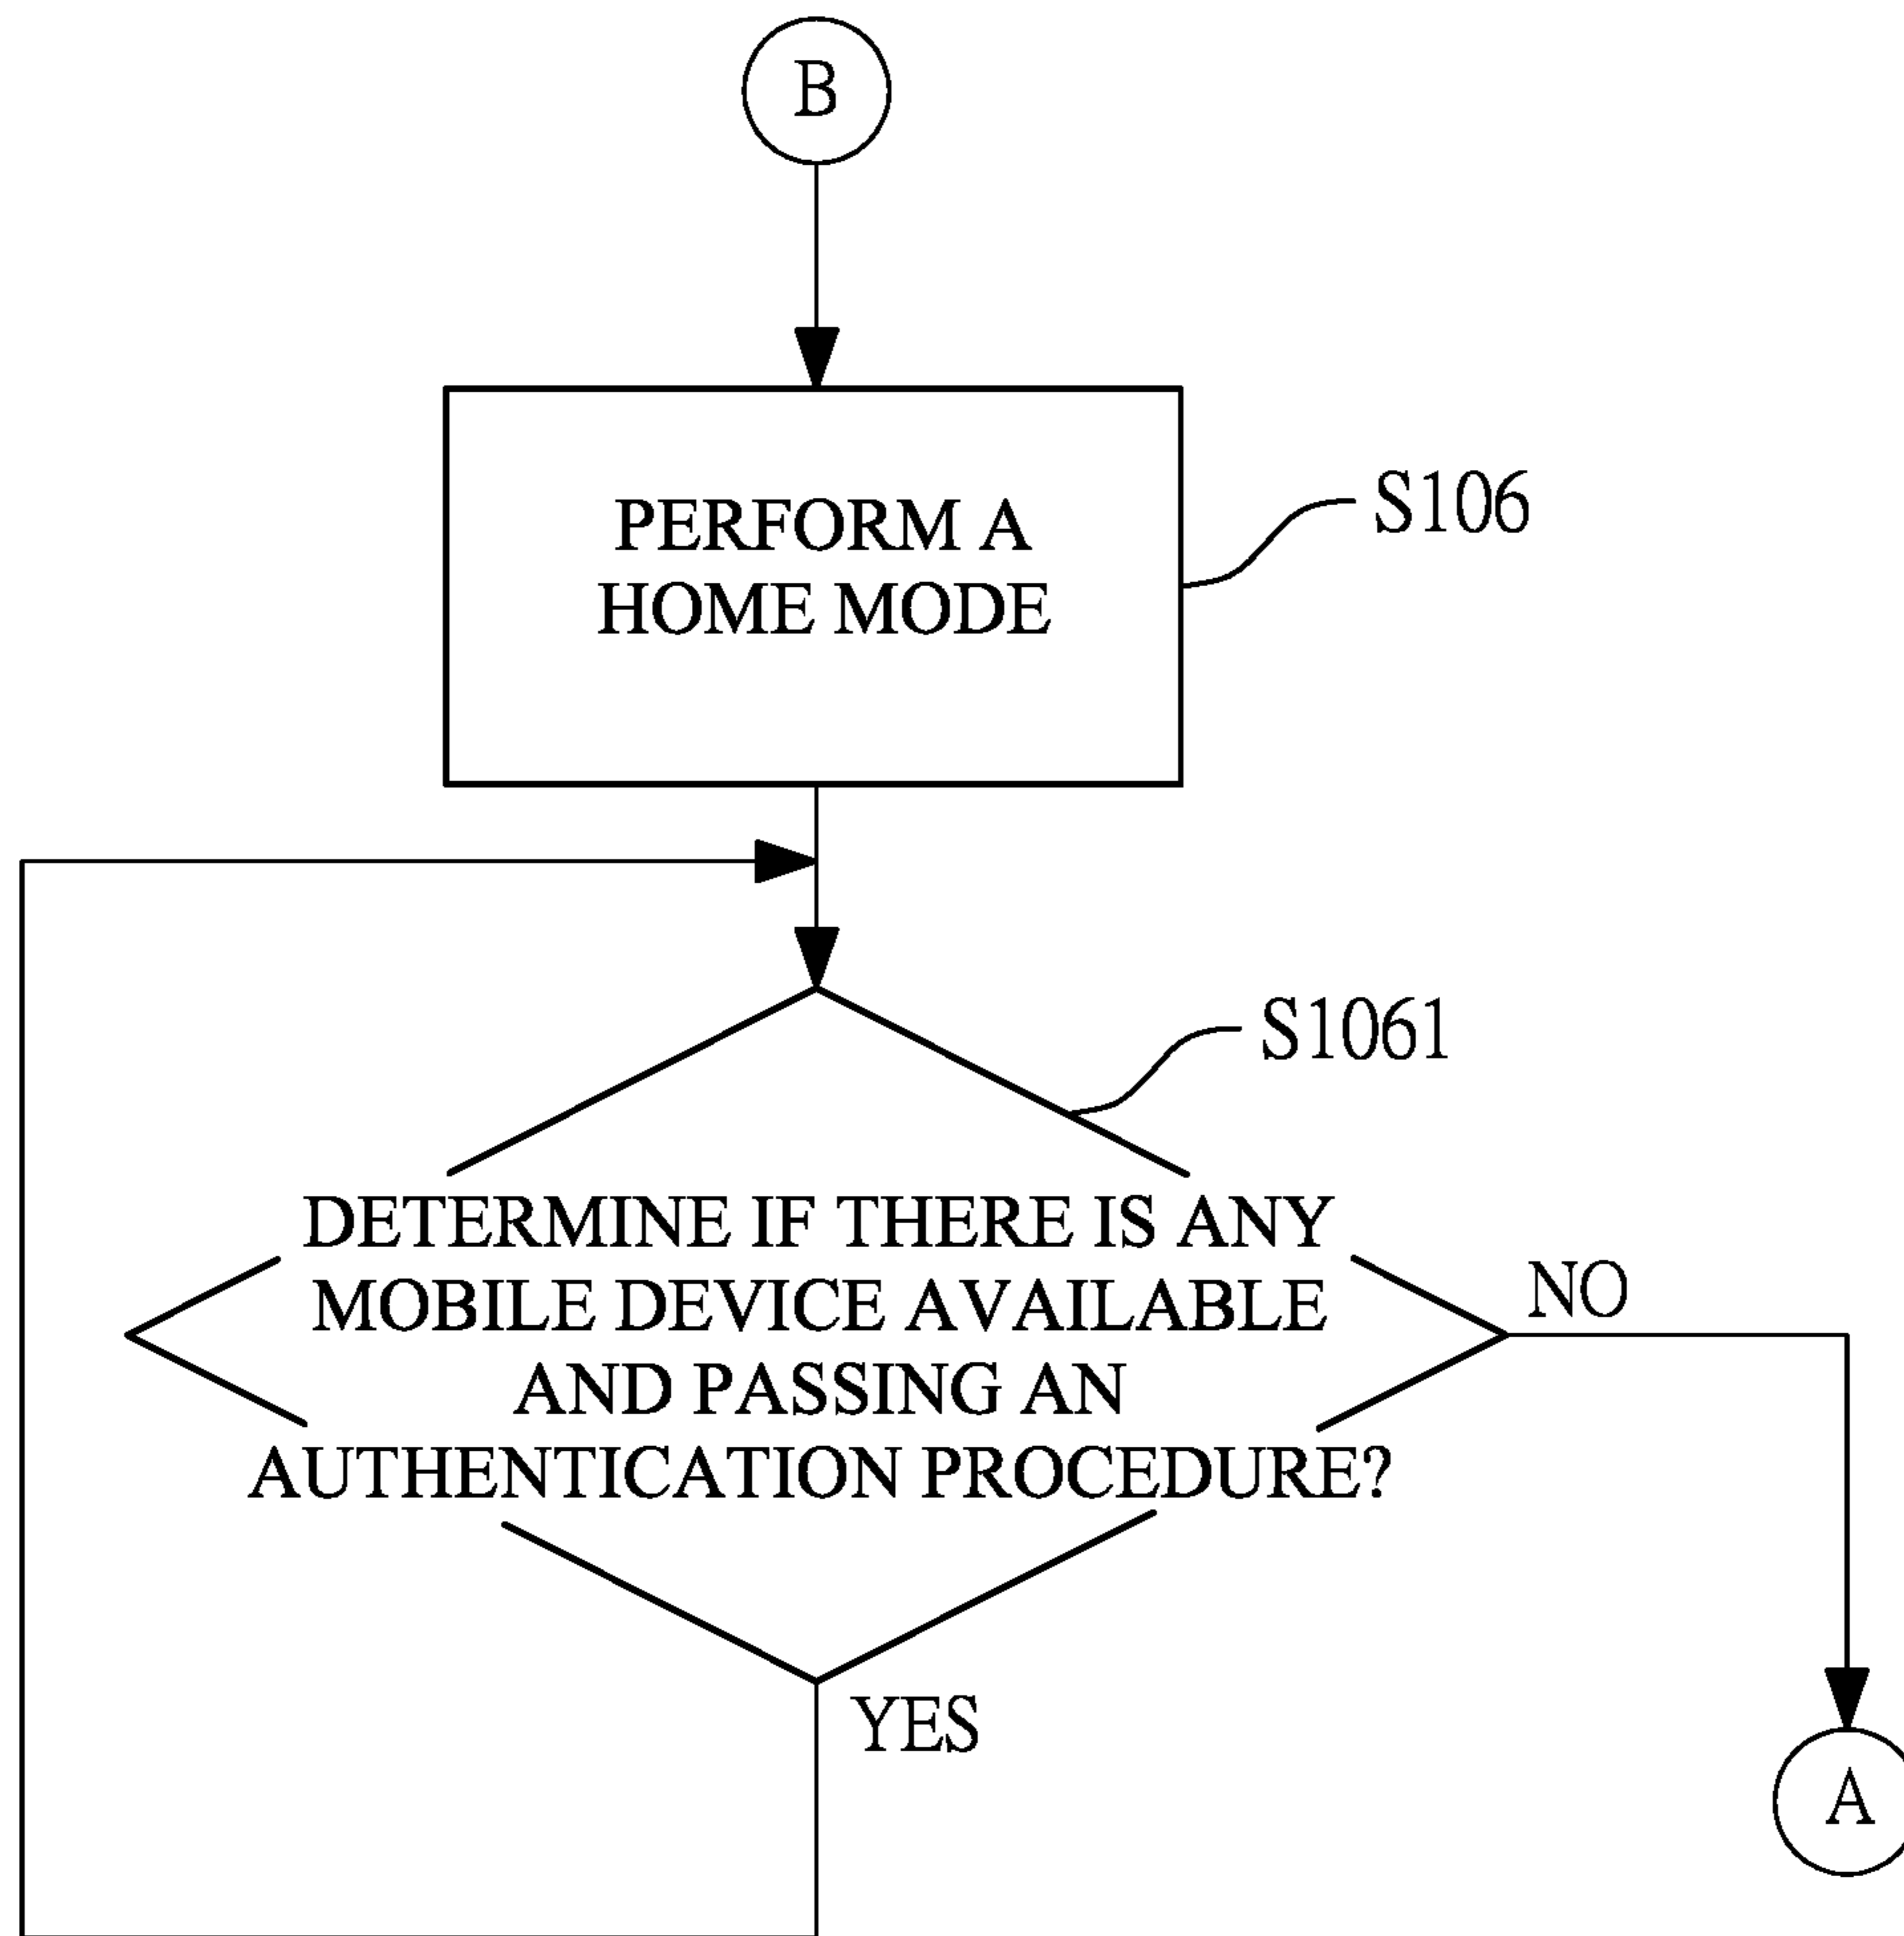 B
PERFORM A
HOME MODE
S106
S1061
DETERMINE IF THERE IS ANY
MOBILE DEVICE AVAILABLE
AND PASSING AN
AUTHENTICATION PROCEDURE?
NO
YES
A